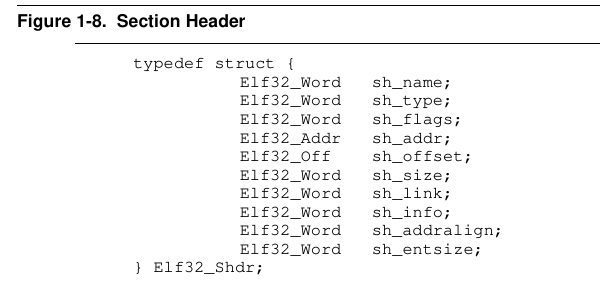 Figure 1-8. Section Header
typedef struct {
Elf32_Word sh_name;
Elf32_Word sh_type;
Elf32_Word sh_flags;
Elf32_Addr sh_addr;
Elf32_Off sh_offset;
Elf32_Word sh_size;
Elf32_Word sh_link;
Elf32_Word sh_info;
Elf32_Word sh_addralign;
Elf32_Word sh_entsize;
} Elf32_Shdr;